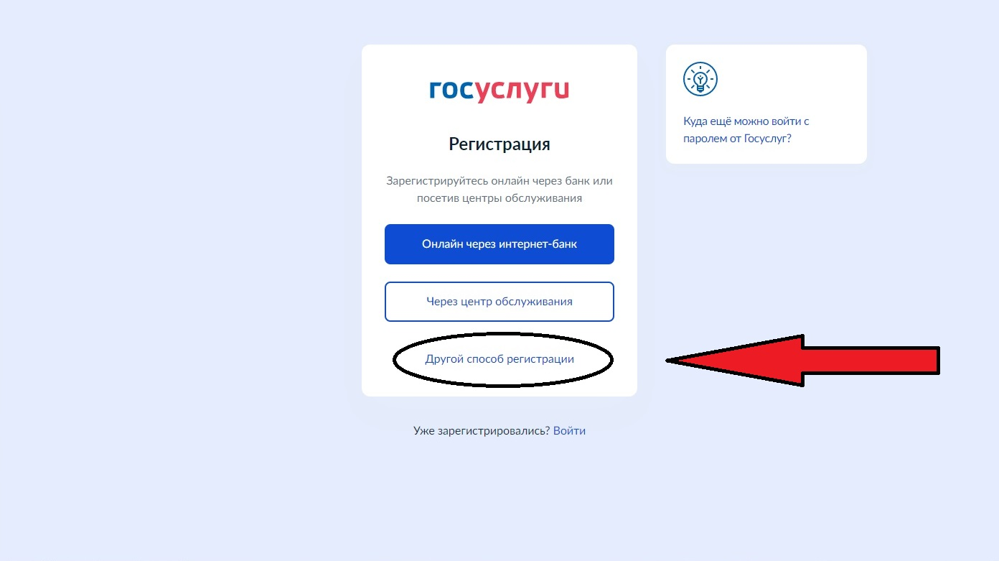 госуслуги
Регистрация
Зарегистрируйтесь онлайн через банк или
посетив центры обслуживания
Онлайн через интернет-банк
Через центр обслуживания
Другой способ регистрации
Уже зарегистрировались? Войти
Куда ещё можно войти с
паролем от Госуслуг?